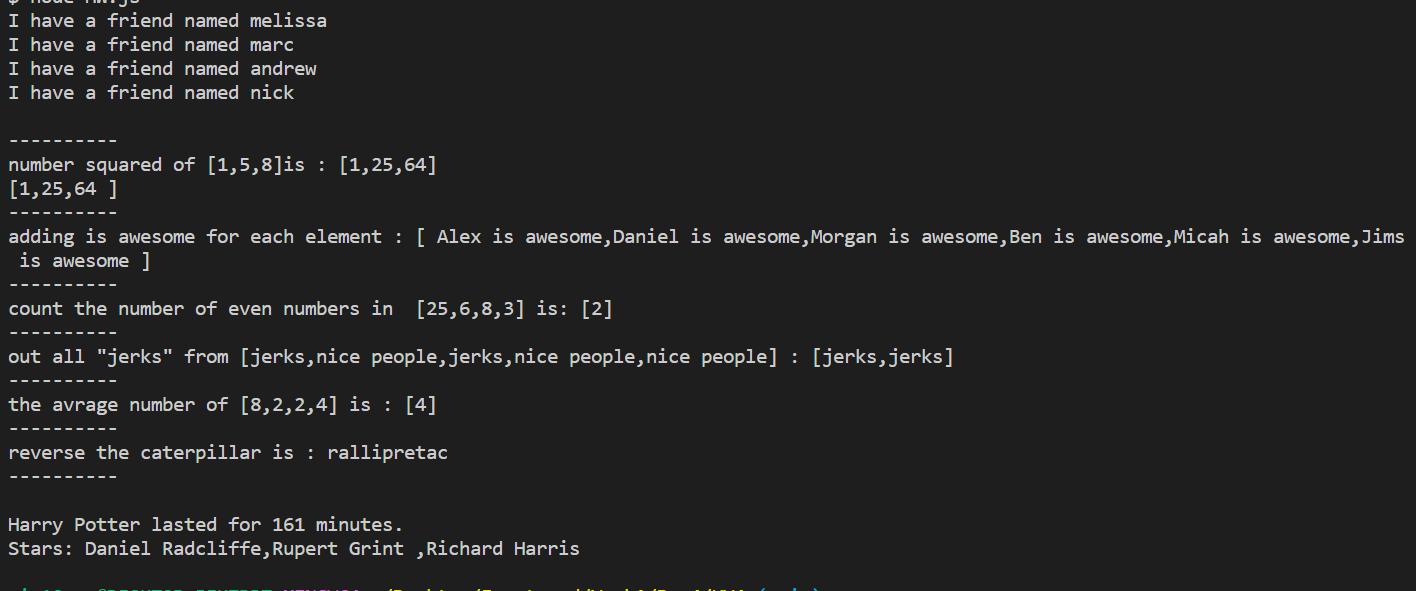 I have a friend named melissa
I have a friend named marc
I have a friend named andrew
I have a friend named nick
----------
number squared of [1,5,8]is : [1,25,64]
[1,25,64 ]
----------
adding is awesome for each element : [ Alex is awesome,Daniel is awesome,Morgan is awesome,Ben is awesome,Micah is awesome,Jims
is awesome ]
----------
count the number of even numbers in  [25,6,8,3] is: [2]
----------
out all "jerks" from [jerks,nice people,jerks,nice people,nice people] : [jerks,jerks]
----------
the avrage number of [8,2,2,4] is : [4]
----------
reverse the caterpillar is : rallipretac
----------
Harry Potter lasted for 161 minutes.
Stars: Daniel Radcliffe,Rupert Grint ,Richard Harris